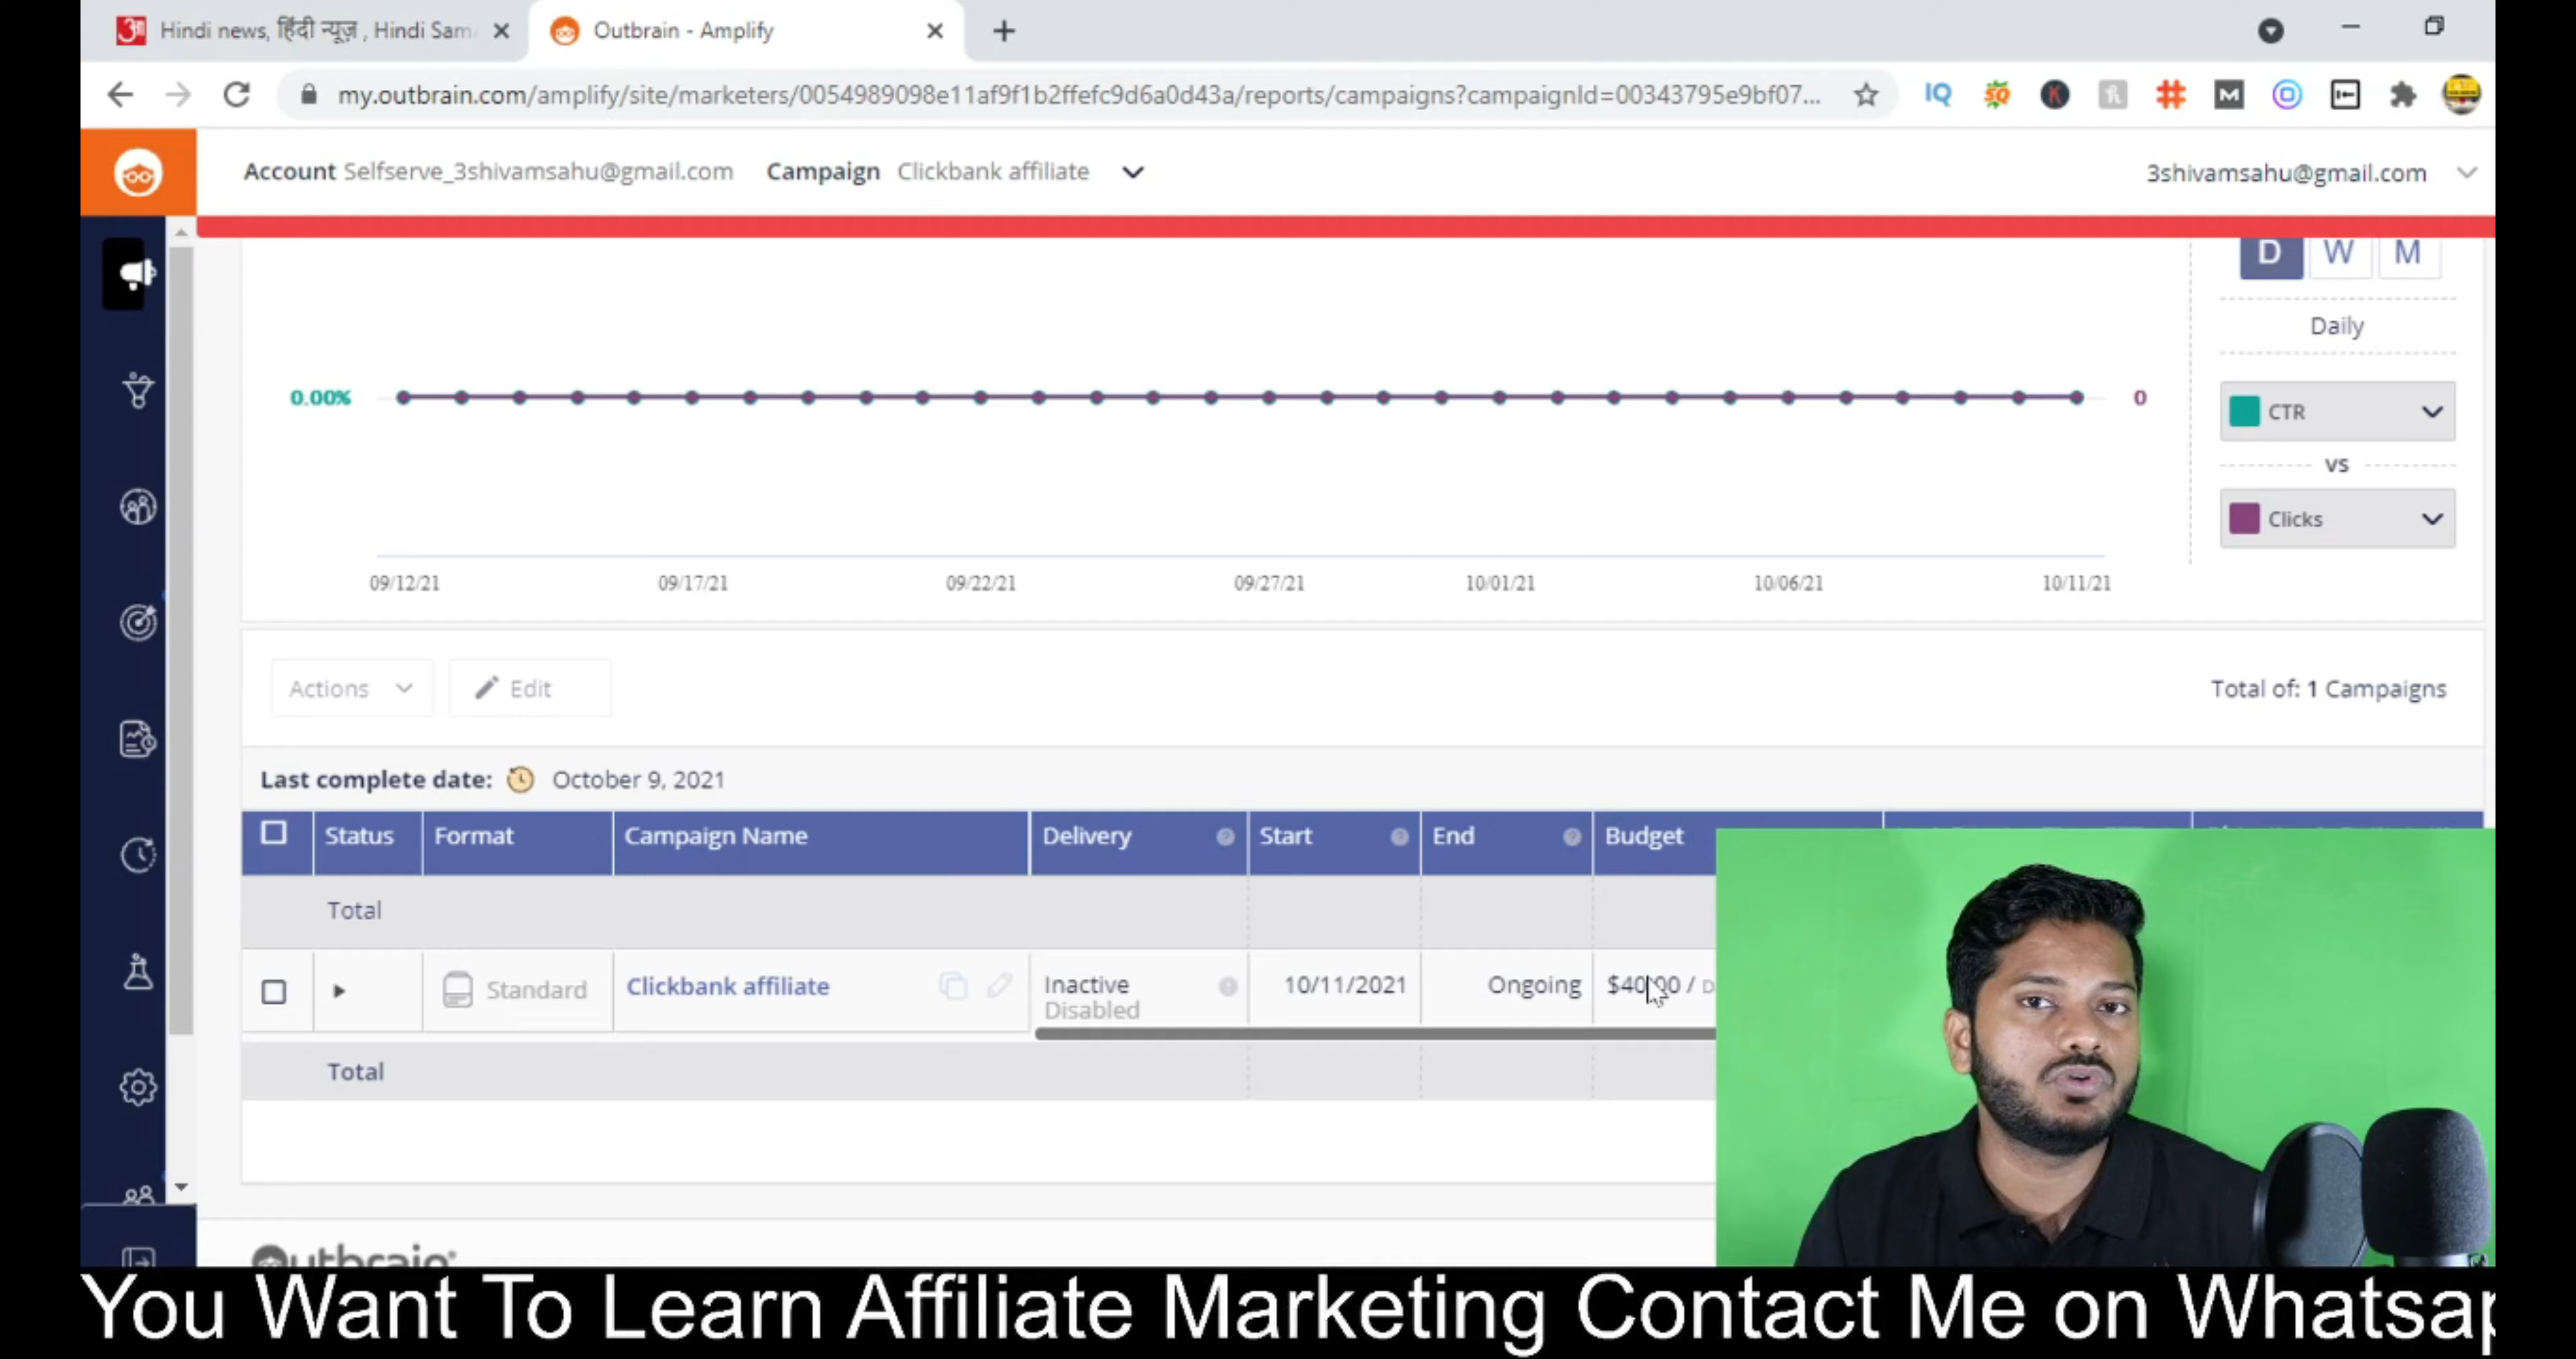 Hindi news, हिंदी न्यूज़ , Hindi Sam
Outbrain - Amplify
my.outbrain.com/amplify/site/marketers/0054989098e11af9f1b2ffefc9d6a0d43a/reports/campaigns?campaignId=00343795e9bf07...
Account Selfserve_3shivamsahu@gmail.com Campaign Clickbank affiliate
3shivamsahu@gmail.com
D W M
Daily
0.00%
0
CTR
vs
Clicks
09/12/21 09/17/21 09/22/21 09/27/21 10/01/21 10/06/21 10/11/21
Actions Edit
Total of: 1 Campaigns
Last complete date: October 9, 2021
Status Format Campaign Name Delivery Start End Budget
Total
Standard Clickbank affiliate Inactive 10/11/2021 Ongoing $40.00 / D
Disabled
Total
Outbrain
You Want To Learn Affiliate Marketing Contact Me on Whatsap